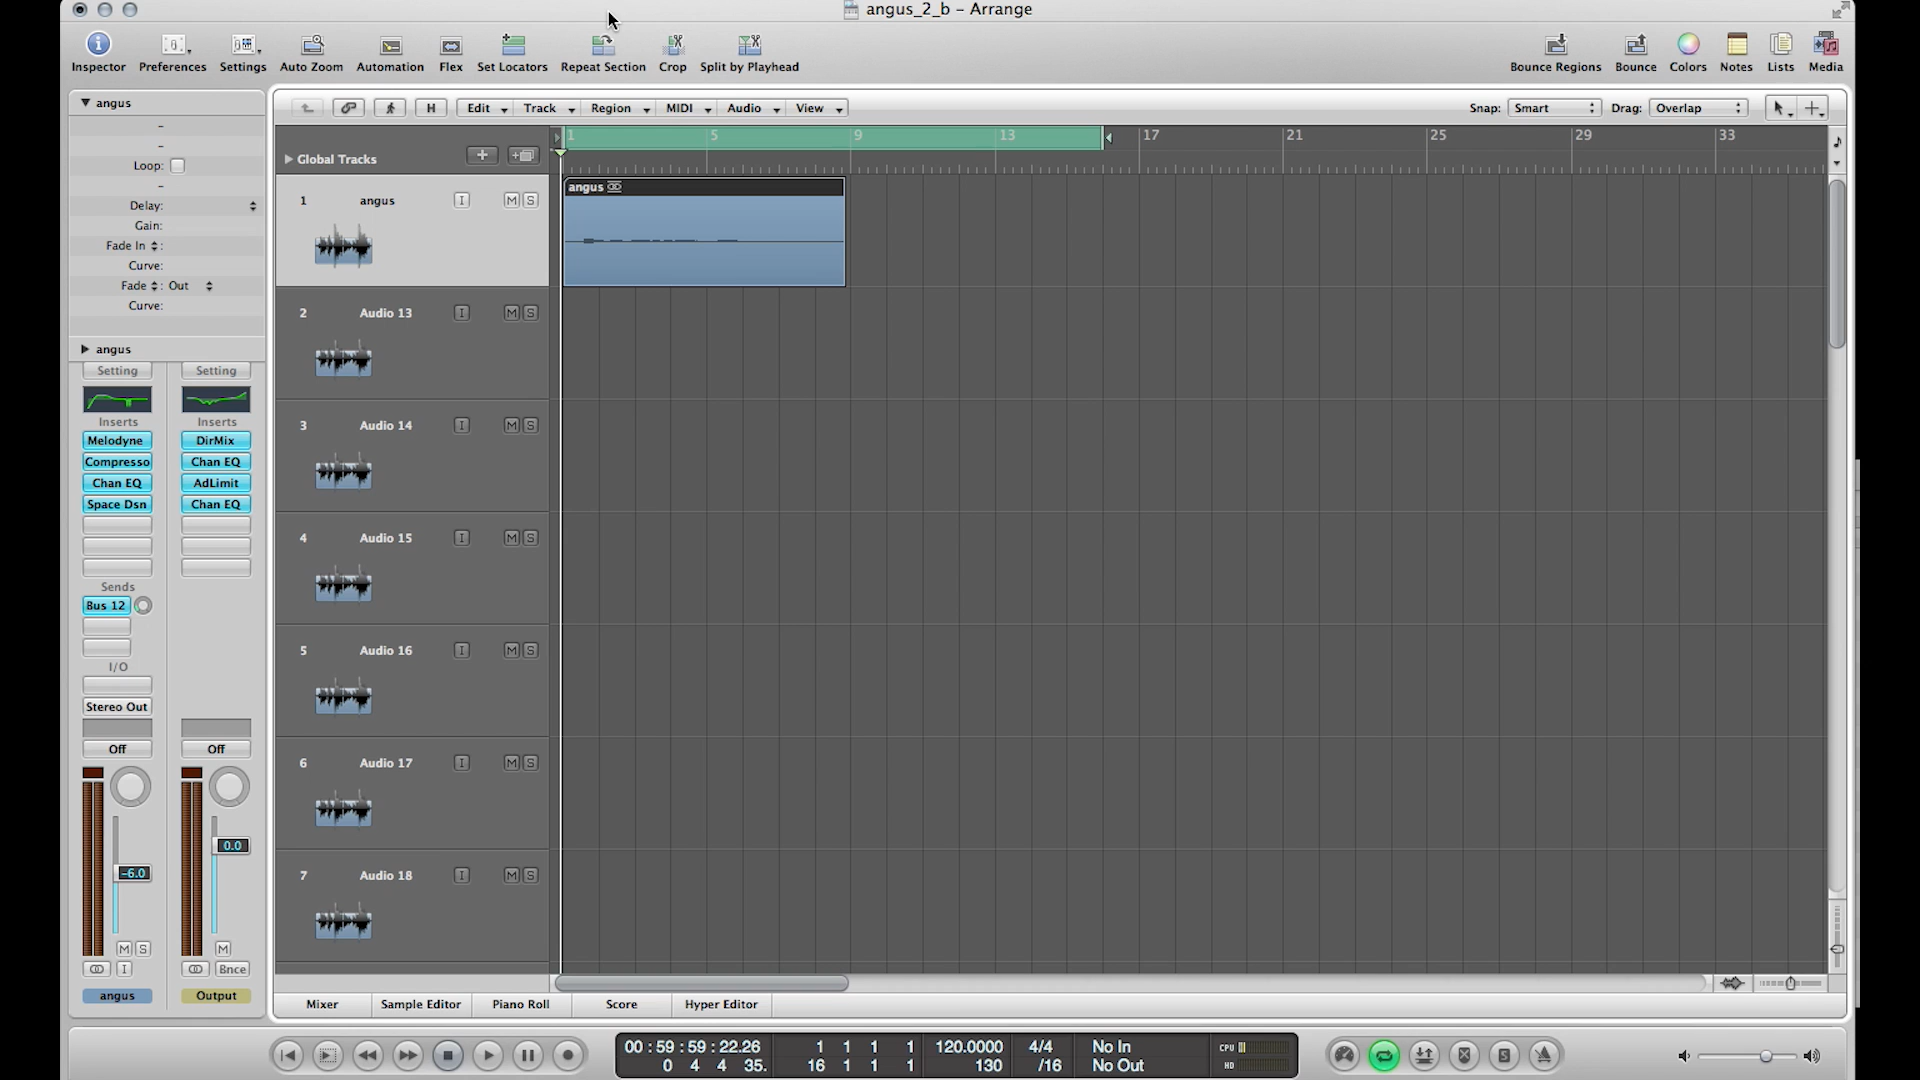 angus_2_b - Arrange
Inspector Preferences Settings Auto Zoom Automation Flex Set Locators Repeat Section Crop Split by Playhead Bounce Regions Bounce Colors Notes Lists Media
angus
H Edit Track Region MIDI Audio View Snap: Smart Drag: Overlap
-
-
Loop:
-
Delay:
Gain:
Fade In :
Curve:
Fade : Out
Curve:
angus
Setting Setting
Inserts Inserts
Melodyne DirMix
Compresso Chan EQ
Chan EQ AdLimit
Space Dsn Chan EQ
Sends
Bus 12
I/O
Stereo Out
Off Off
0.0
-6.0
M S M
I Bnce
angus Output
Global Tracks
1 5 9 13 17 21 25 29 33
1 angus I M S
angus
2 Audio 13 I M S
3 Audio 14 I M S
4 Audio 15 I M S
5 Audio 16 I M S
6 Audio 17 I M S
7 Audio 18 I M S
Mixer Sample Editor Piano Roll Score Hyper Editor
00:59:59:22.26 1 1 1 1 120.0000 4/4 No In CPU
0 4 4 35. 16 1 1 1 130 /16 No Out HD
S